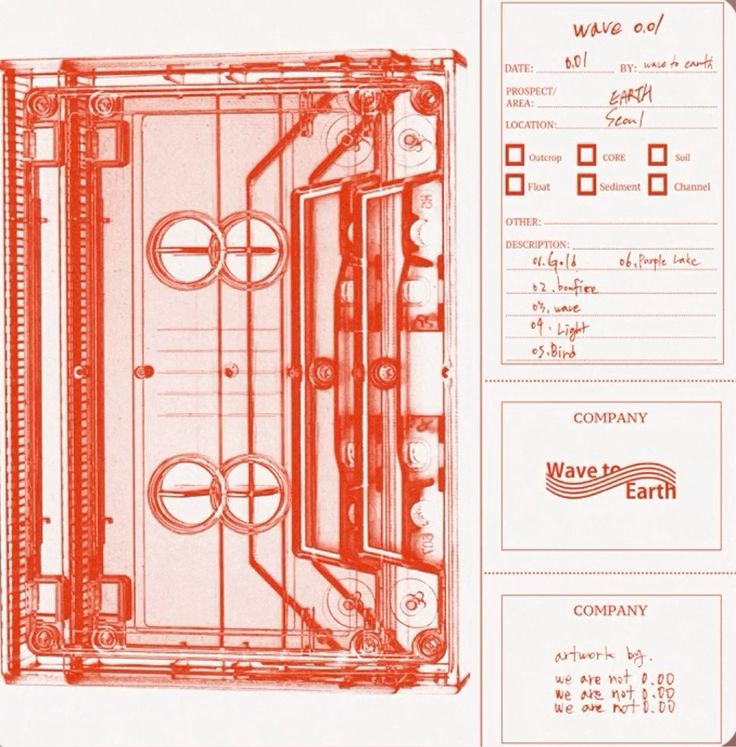 wave 0.01
DATE: 0.01 BY: wave to earth
PROSPECT/
AREA: EARTH
LOCATION: Seoul
Outcrop CORE Soil
Float Sediment Channel
OTHER:
DESCRIPTION:
01. Gold 06. Purple Lake
02. bonfire
03. wave
04. Light
05. Bird
COMPANY
Wave to
Earth
COMPANY
artwork by.
we are not 0.00
we are not 0.00
we are not 0.00